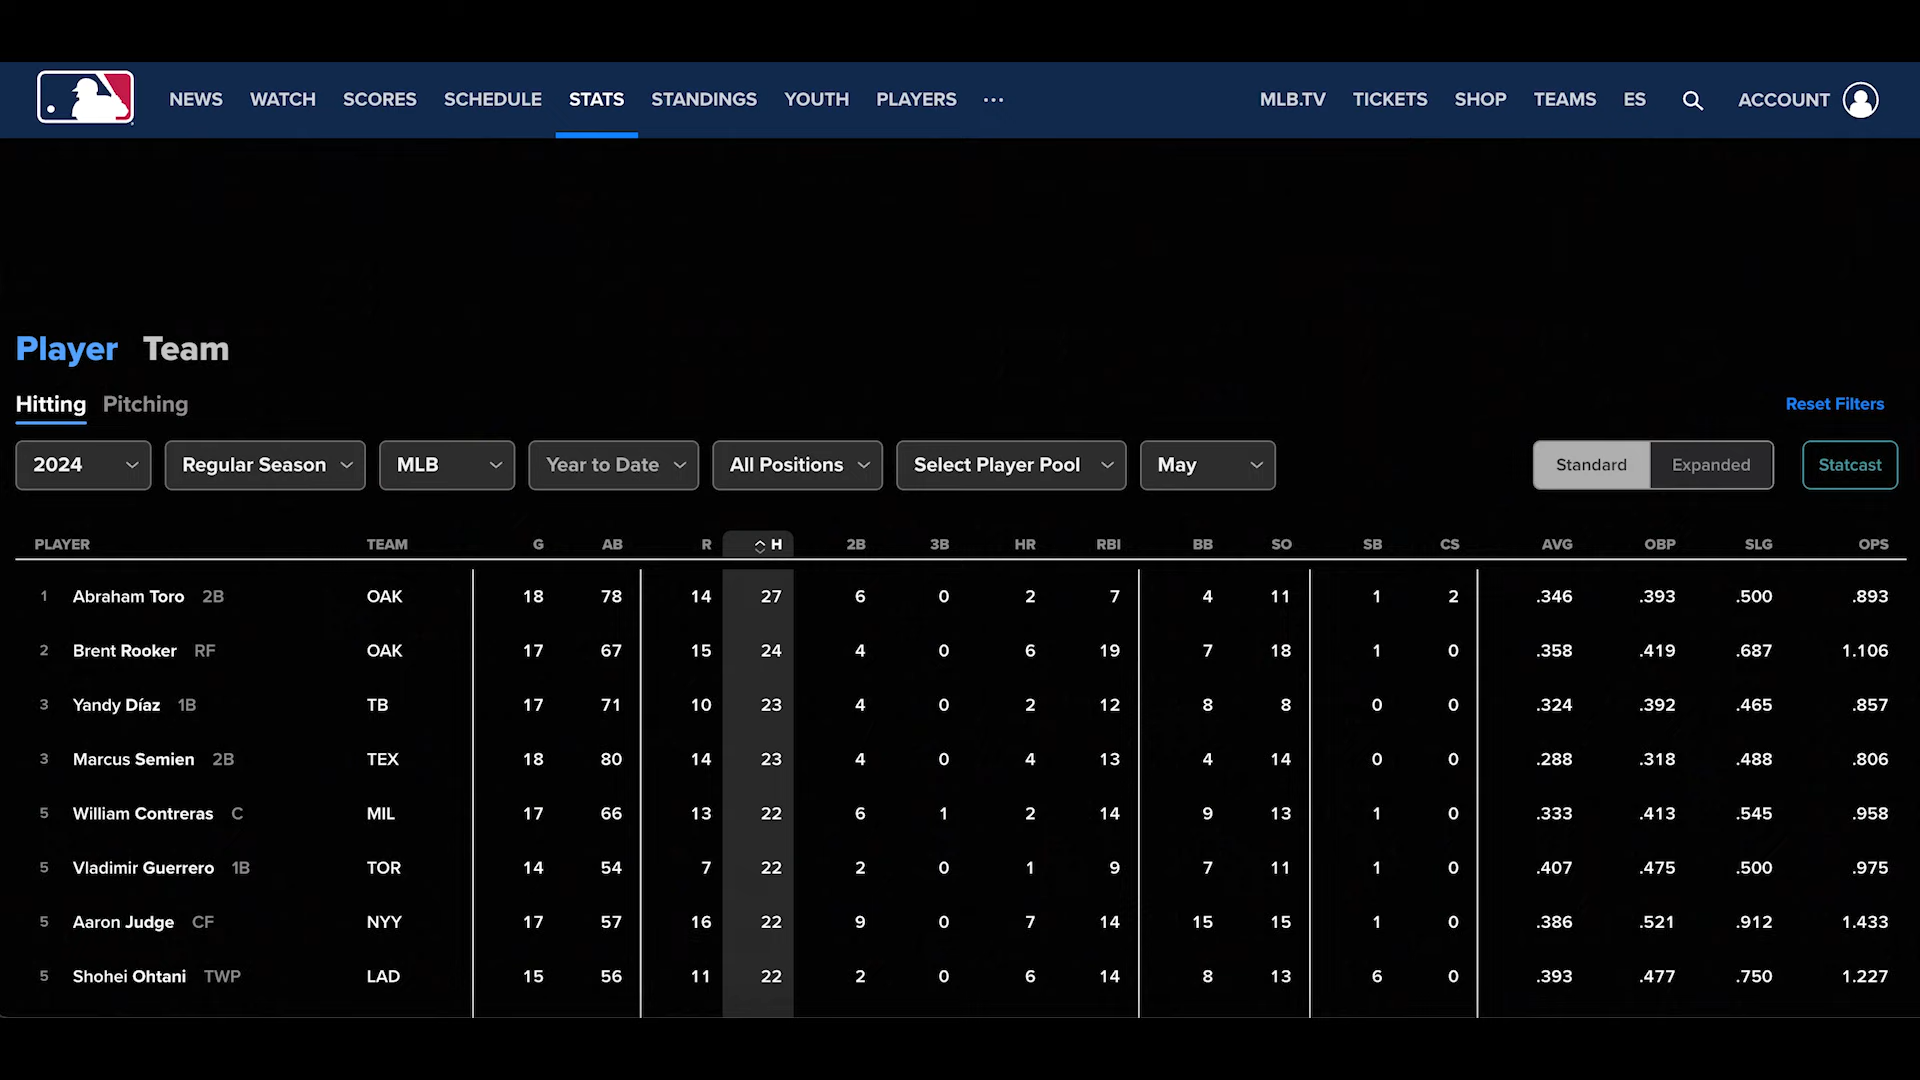 NEWS WATCH SCORES SCHEDULE STATS STANDINGS YOUTH PLAYERS ... MLB.TV TICKETS SHOP TEAMS ES ACCOUNT
Player Team
Hitting Pitching Reset Filters
2024 Regular Season MLB Year to Date All Positions Select Player Pool May Standard Expanded Statcast
PLAYER TEAM G AB R H 2B 3B HR RBI BB SO SB CS AVG OBP SLG OPS
1 Abraham Toro 2B OAK 18 78 14 27 6 0 2 7 4 11 1 2 .346 .393 .500 .893
2 Brent Rooker RF OAK 17 67 15 24 4 0 6 19 7 18 1 0 .358 .419 .687 1.106
3 Yandy Díaz 1B TB 17 71 10 23 4 0 2 12 8 8 0 0 .324 .392 .465 .857
3 Marcus Semien 2B TEX 18 80 14 23 4 0 4 13 4 14 0 0 .288 .318 .488 .806
5 William Contreras C MIL 17 66 13 22 6 1 2 14 9 13 1 0 .333 .413 .545 .958
5 Vladimir Guerrero 1B TOR 14 54 7 22 2 0 1 9 7 11 1 0 .407 .475 .500 .975
5 Aaron Judge CF NYY 17 57 16 22 9 0 7 14 15 15 1 0 .386 .521 .912 1.433
5 Shohei Ohtani TWP LAD 15 56 11 22 2 0 6 14 8 13 6 0 .393 .477 .750 1.227